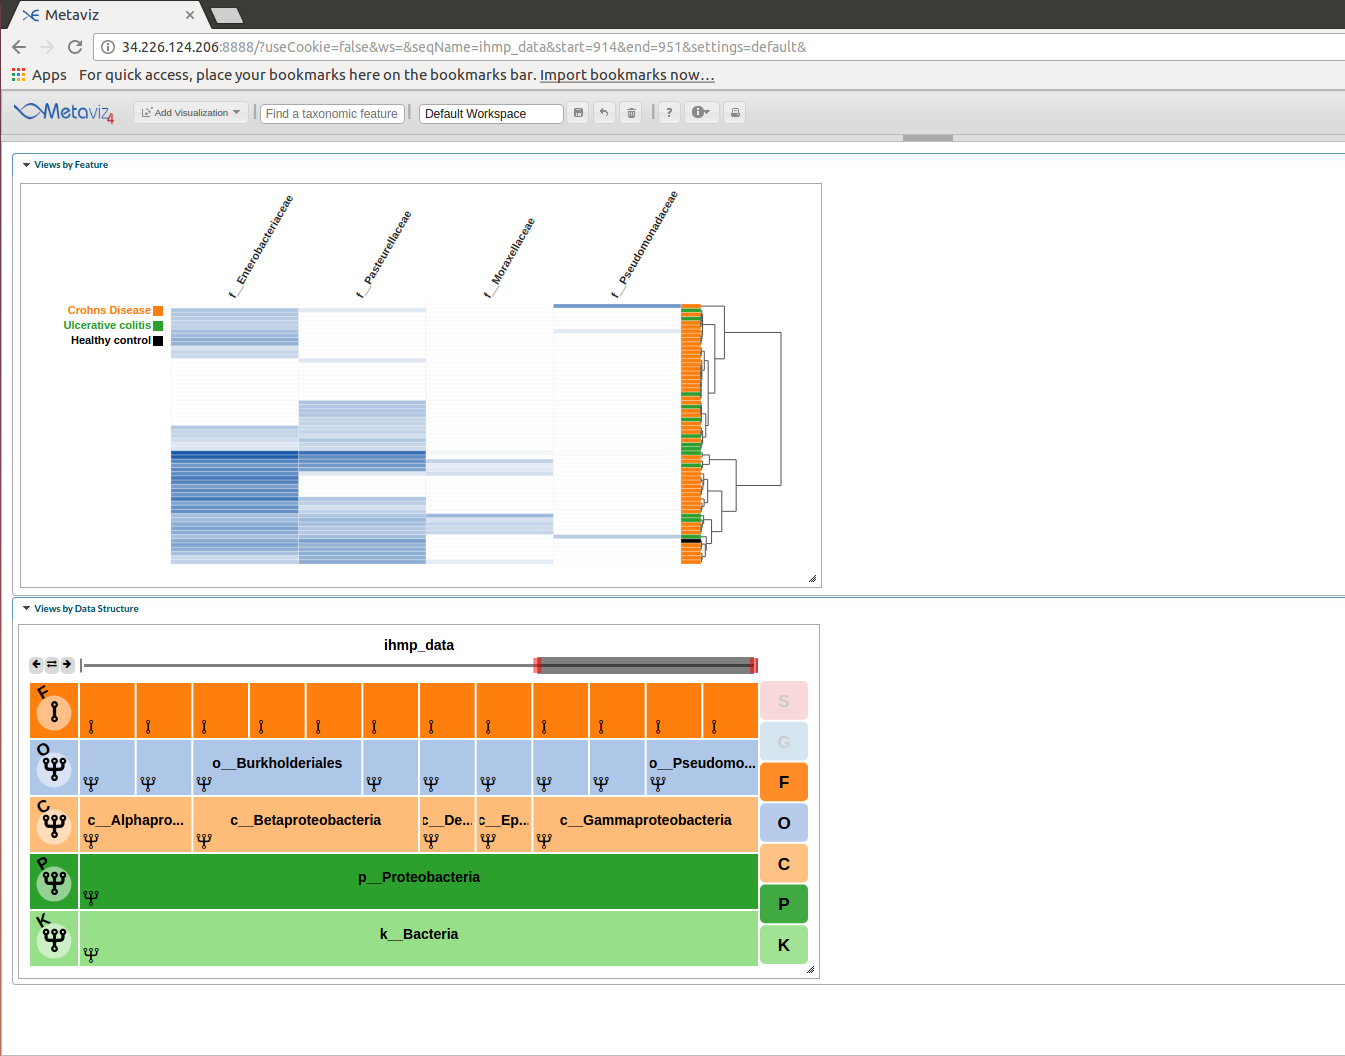 Metaviz
34.226.124.206:8888/?useCookie=false&ws=&seqName=ihmp_data&start=914&end=951&settings=default&
Apps For quick access, place your bookmarks here on the bookmarks bar. Import bookmarks now...
Metaviz 4 Add Visualization Find a taxonomic feature Default Workspace ?
Views by Feature
f__Enterobacteriaceae
f__Pasteurellaceae
f__Moraxellaceae
f__Pseudomonadaceae
Crohns Disease
Ulcerative colitis
Healthy control
Views by Data Structure
ihmp_data
F
S
O
o__Burkholderiales
o__Pseudomo...
G
F
C
c__Alphapro...
c__Betaproteobacteria
c__De...
c__Ep...
c__Gammaproteobacteria
O
C
P
p__Proteobacteria
P
K
k__Bacteria
K